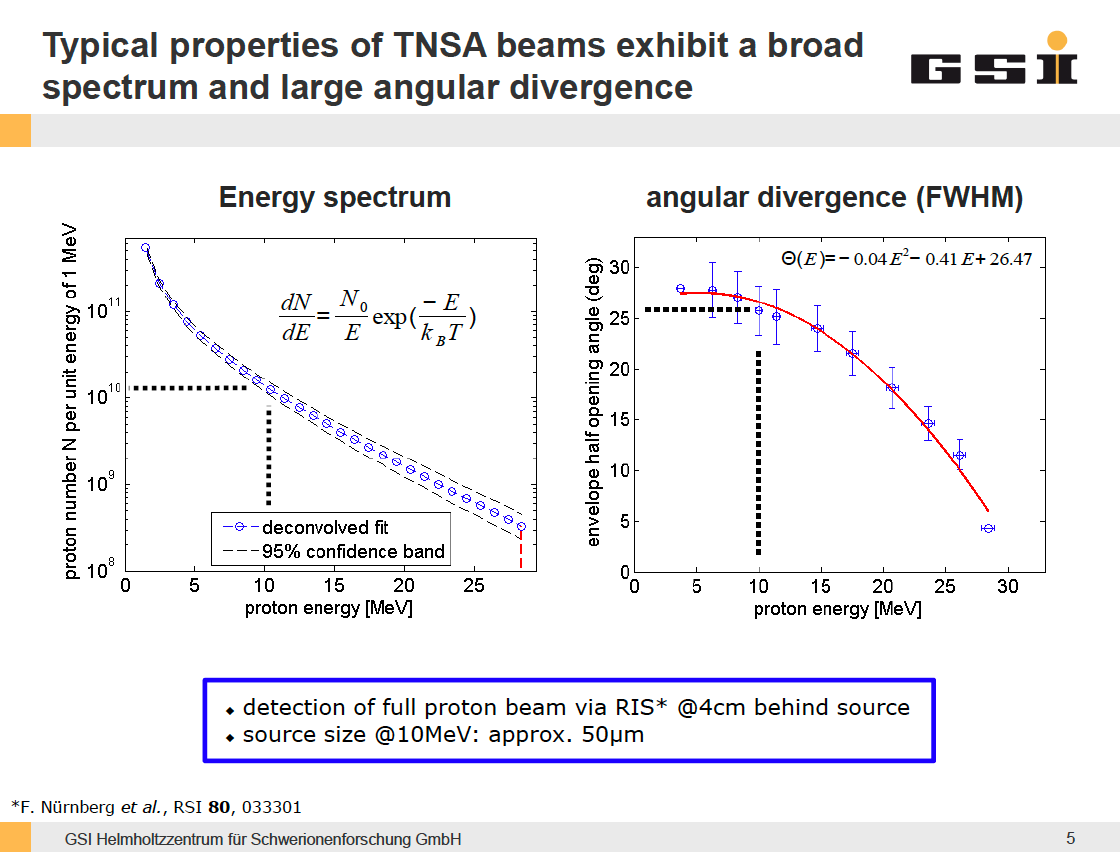 Typical properties of TNSA beams exhibit a broad
spectrum and large angular divergence
GSI
Energy spectrum
angular divergence (FWHM)
proton number N per unit energy of 1 MeV
10^11
10^10
10^9
10^8
dN/dE = N_0/E exp(−E/k_BT)
deconvolved fit
95% confidence band
0 5 10 15 20 25
proton energy [MeV]
envelope half opening angle (deg)
Θ(E)=−0.04E^2−0.41E+26.47
30
25
20
15
10
5
0
0 5 10 15 20 25 30
proton energy [MeV]
⬥ detection of full proton beam via RIS* @4cm behind source
⬥ source size @10MeV: approx. 50µm
*F. Nürnberg et al., RSI 80, 033301
GSI Helmholtzzentrum für Schwerionenforschung GmbH
5